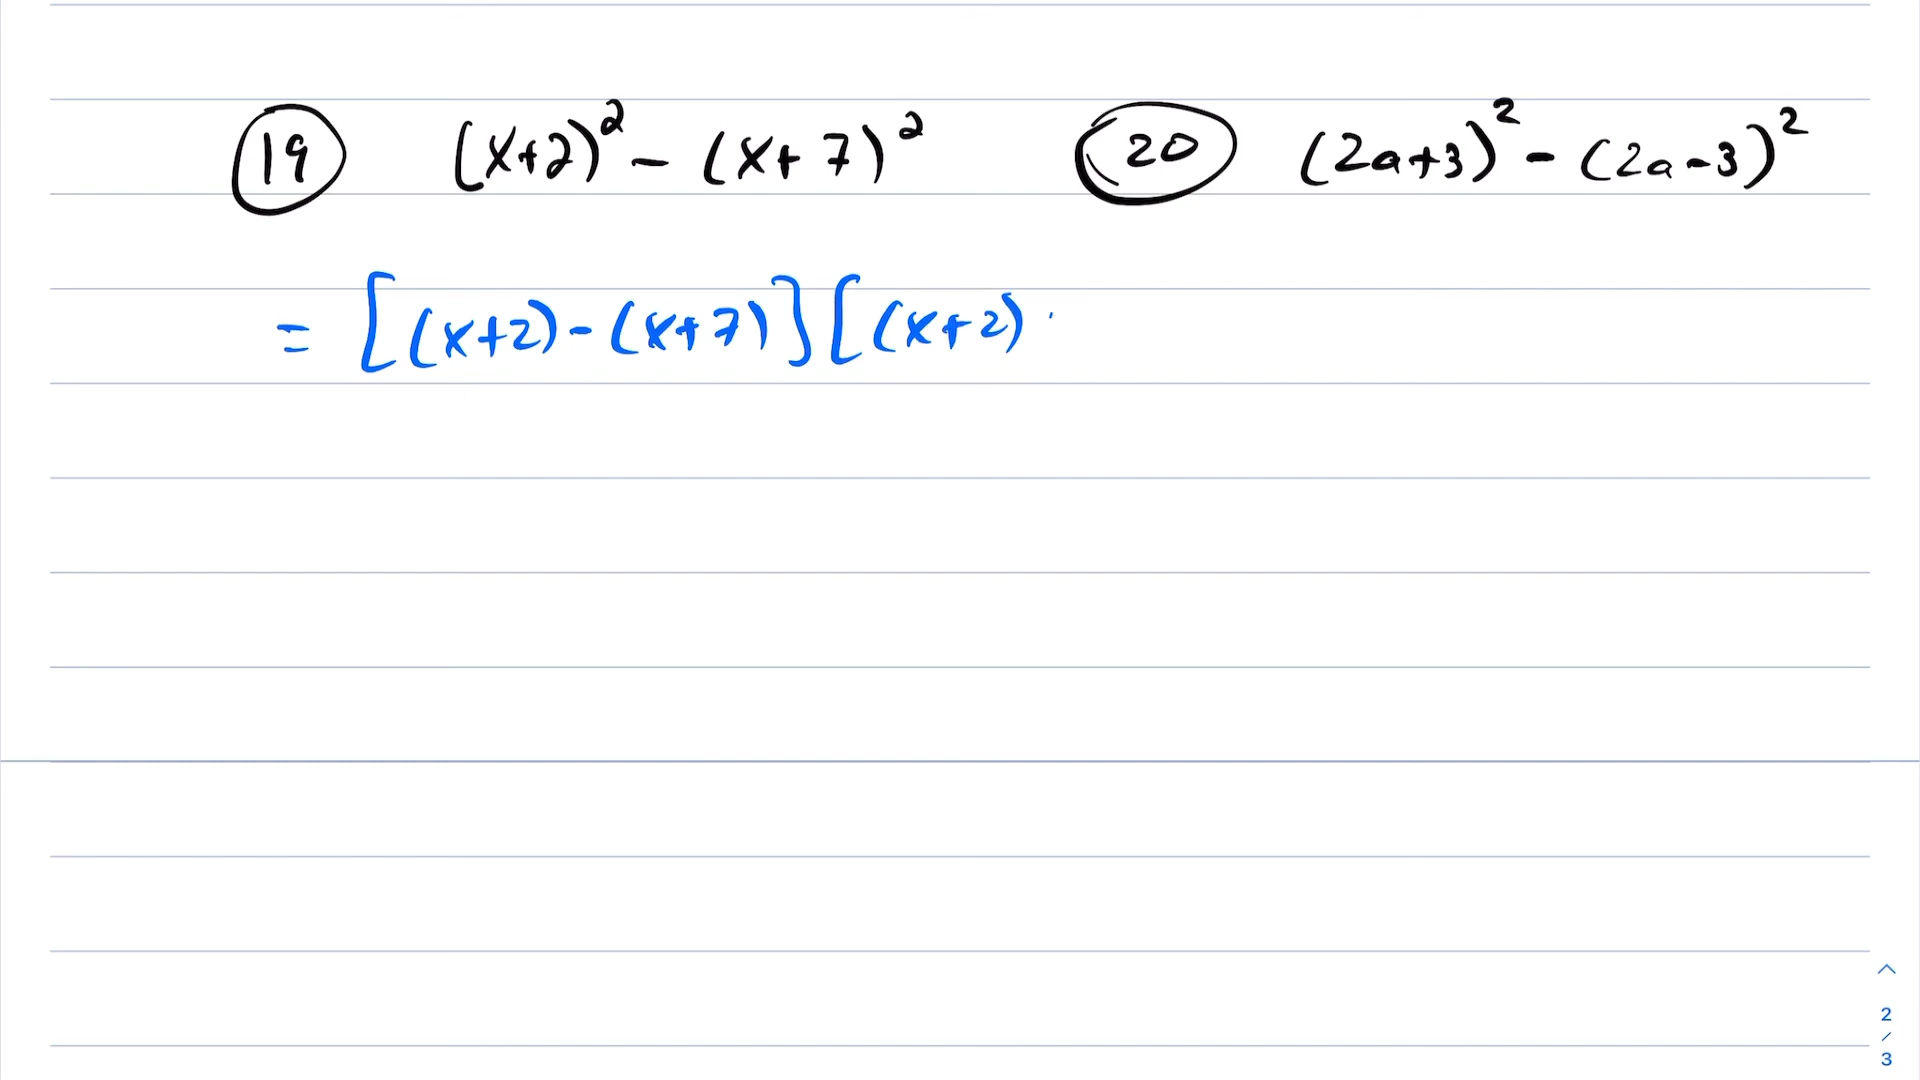 19 (x+2)² - (x+7)² 20 (2a+3)² - (2a-3)²
= [(x+2)-(x+7)][(x+2)
2
/
3